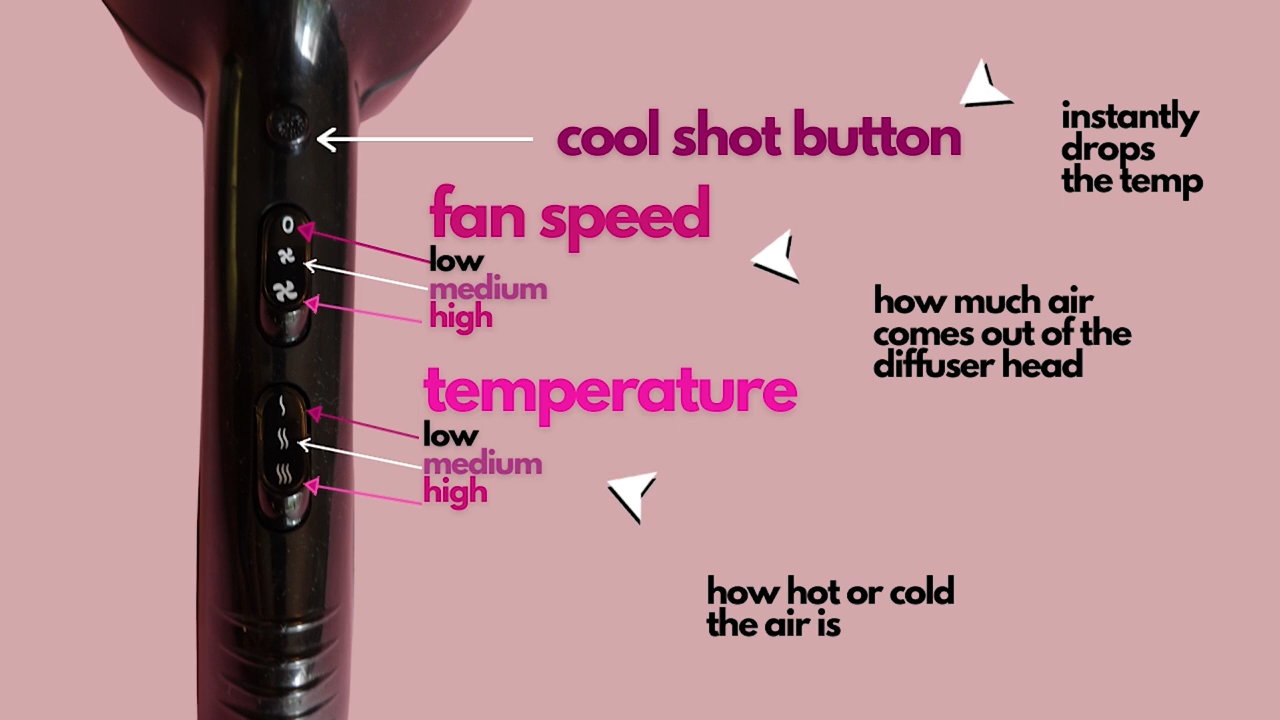 cool shot button
instantly
drops
the temp
fan speed
low
medium
high
how much air
comes out of the
diffuser head
temperature
low
medium
high
how hot or cold
the air is
0